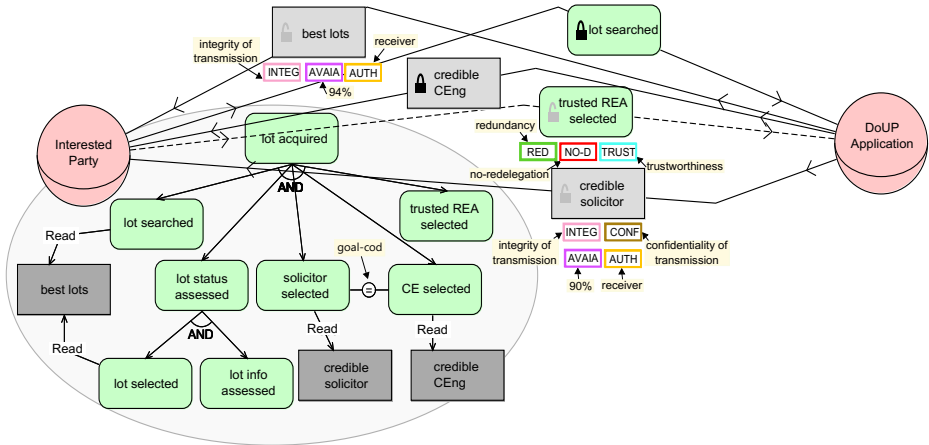 best lots
lot searched
integrity of
transmission
receiver
INTEG
AVAIA
AUTH
94%
credible
CEng
trusted REA
selected
redundancy
RED
NO-D
TRUST
no-redelegation
trustworthiness
Interested
Party
DoUP
Application
lot acquired
AND
credible
solicitor
INTEG
CONF
integrity of
transmission
confidentiality of
transmission
AVAIA
AUTH
90%
receiver
lot searched
trusted REA
selected
Read
goal-cod
best lots
lot status
assessed
solicitor
selected
=
CE selected
Read
AND
Read
Read
lot selected
lot info
assessed
credible
solicitor
credible
CEng